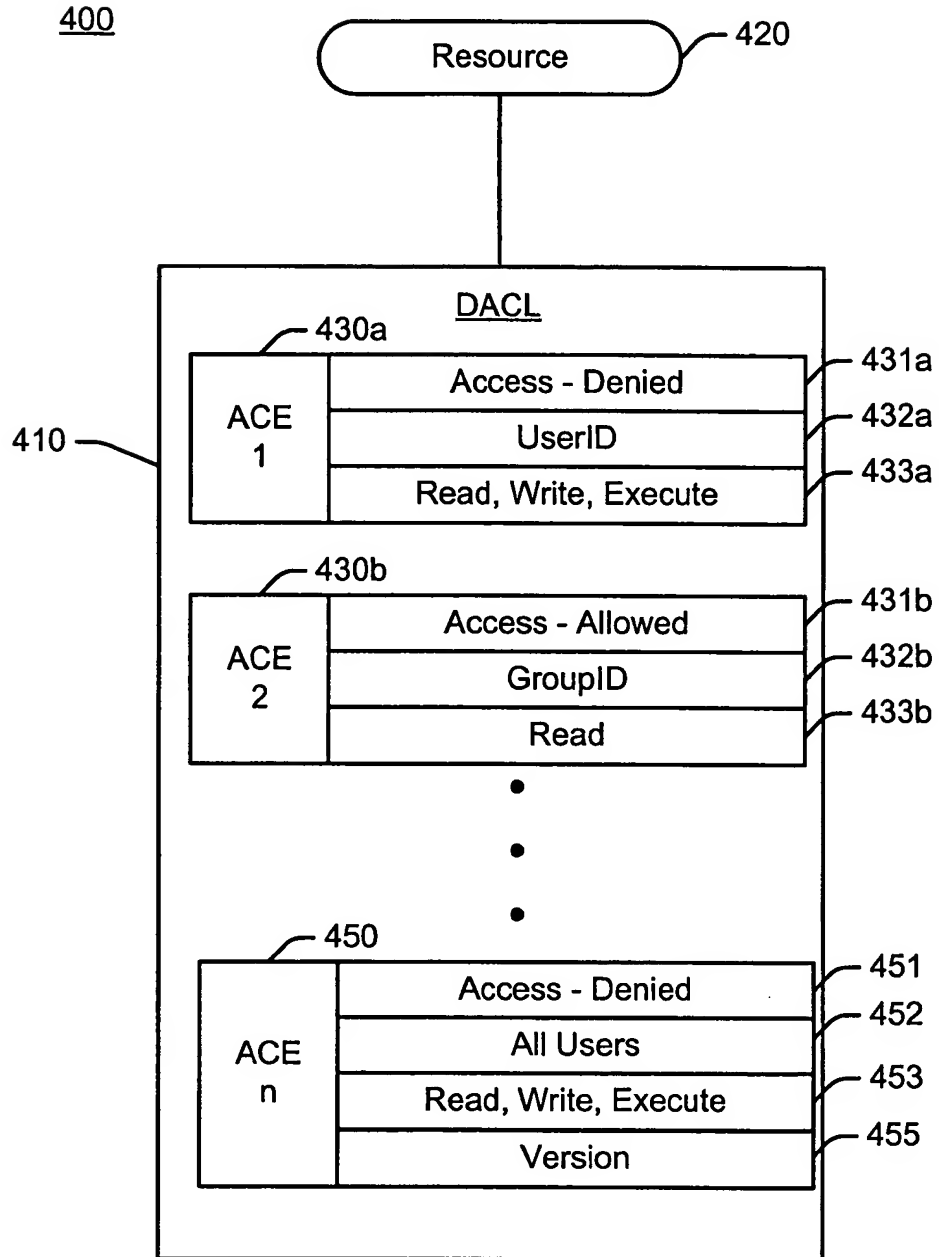 400
Resource
420
DACL
430a
ACE
1
Access - Denied
431a
UserID
432a
Read, Write, Execute
433a
410
430b
ACE
2
Access - Allowed
431b
GroupID
432b
Read
433b
450
ACE
n
Access - Denied
451
All Users
452
Read, Write, Execute
453
Version
455